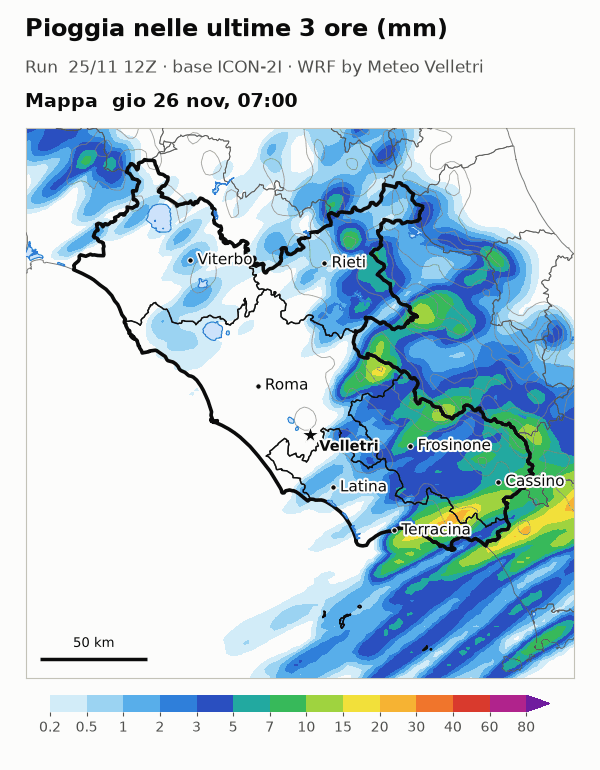 Pioggia nelle ultime 3 ore (mm)
Run  25/11 12Z · base ICON-2I · WRF by Meteo Velletri
Mappa  gio 26 nov, 07:00
Viterbo
Rieti
Roma
Velletri
Frosinone
Cassino
Latina
Terracina
50 km
0.2 0.5 1 2 3 5 7 10 15 20 30 40 60 80